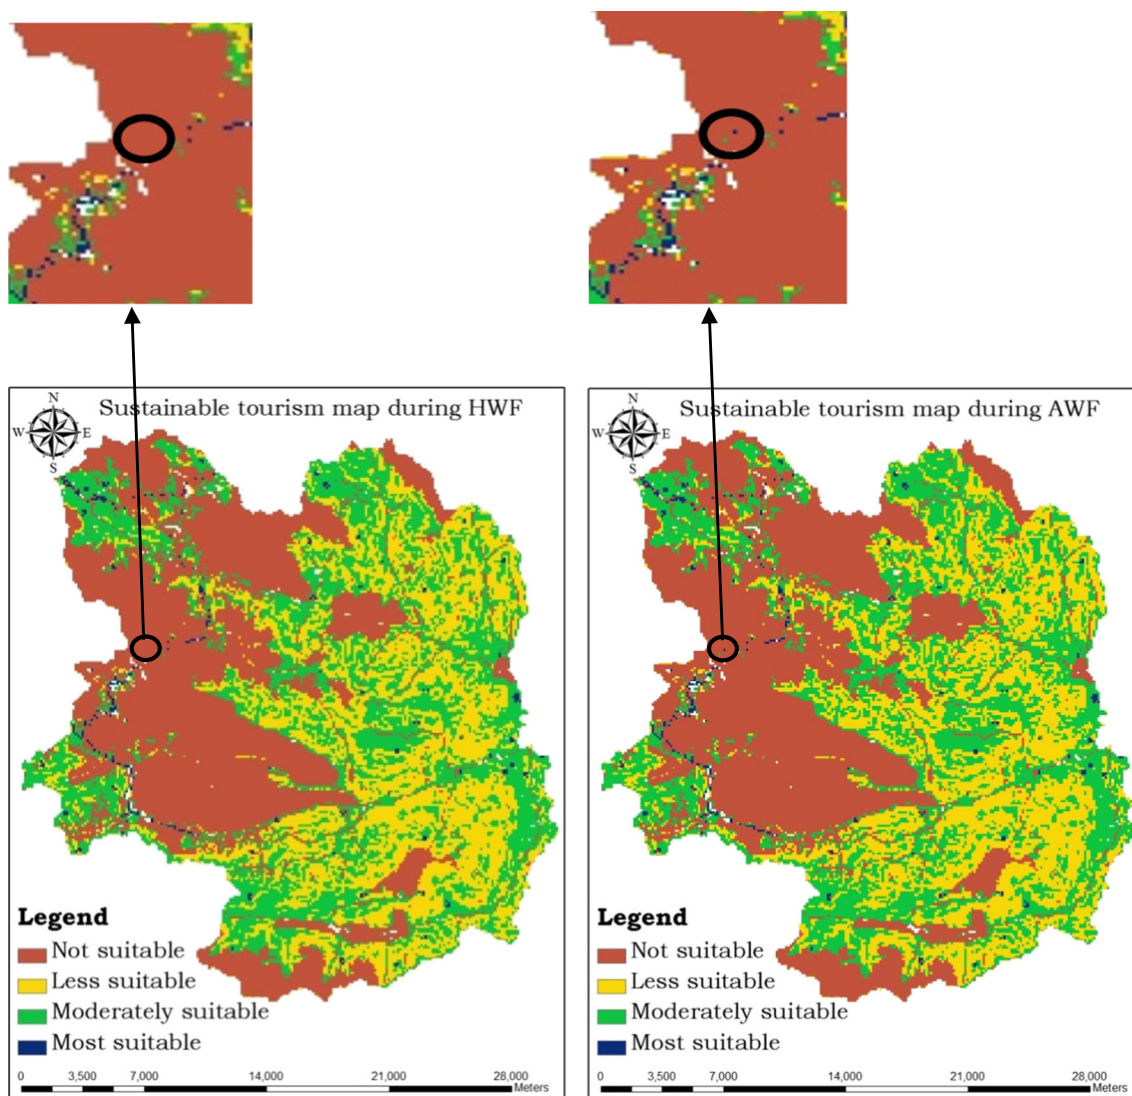 Sustainable tourism map during HWF
N
W E
S
Legend
Not suitable
Less suitable
Moderately suitable
Most suitable
0 3,500 7,000 14,000 21,000 28,000
Meters
Sustainable tourism map during AWF
N
W E
S
Legend
Not suitable
Less suitable
Moderately suitable
Most suitable
0 3,500 7,000 14,000 21,000 28,000
Meters